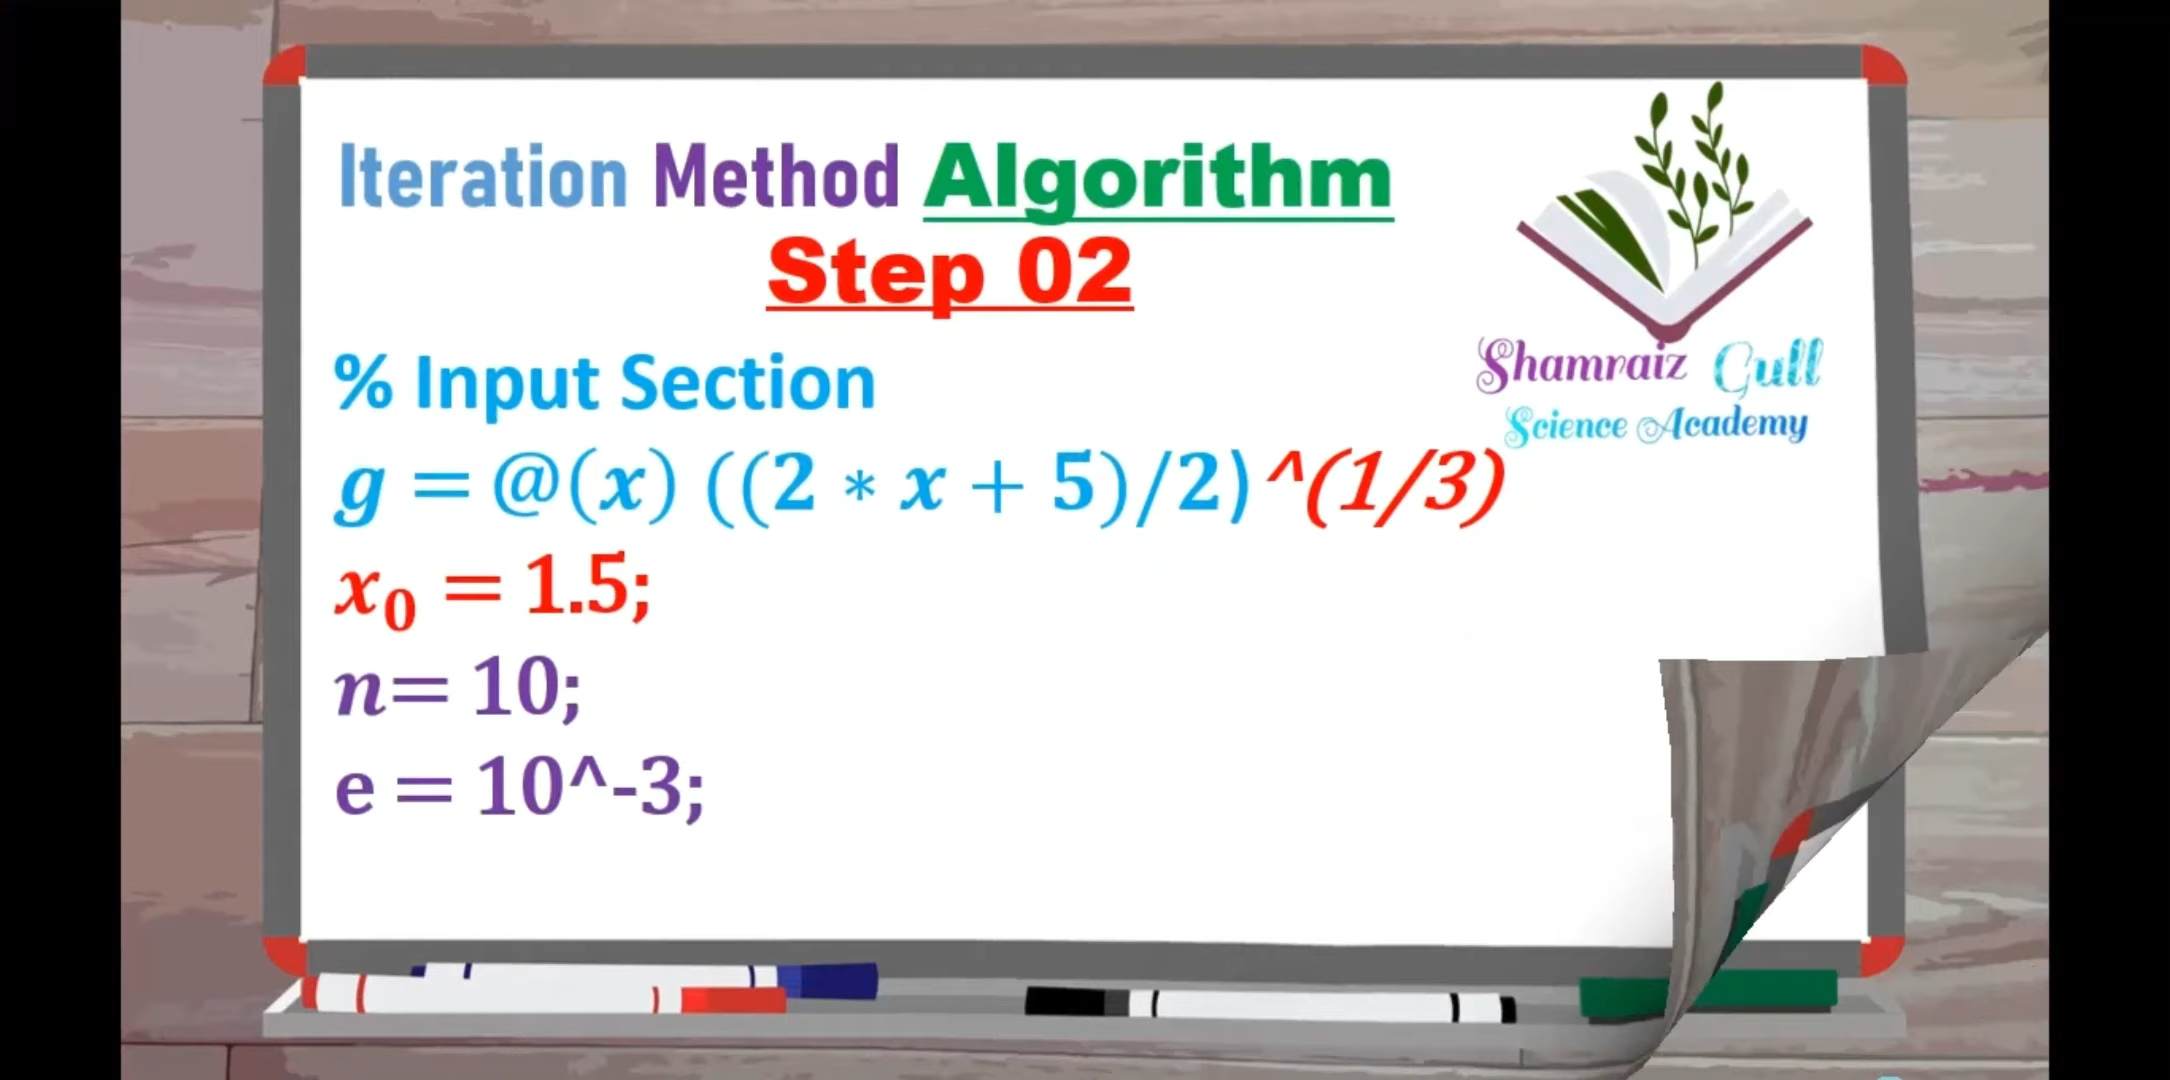 Iteration Method Algorithm
Step 02
Shamraiz Gull
Science Academy
% Input Section
g = @(x) ((2 * x + 5)/2)^(1/3)
x₀ = 1.5;
n= 10;
e = 10^-3;